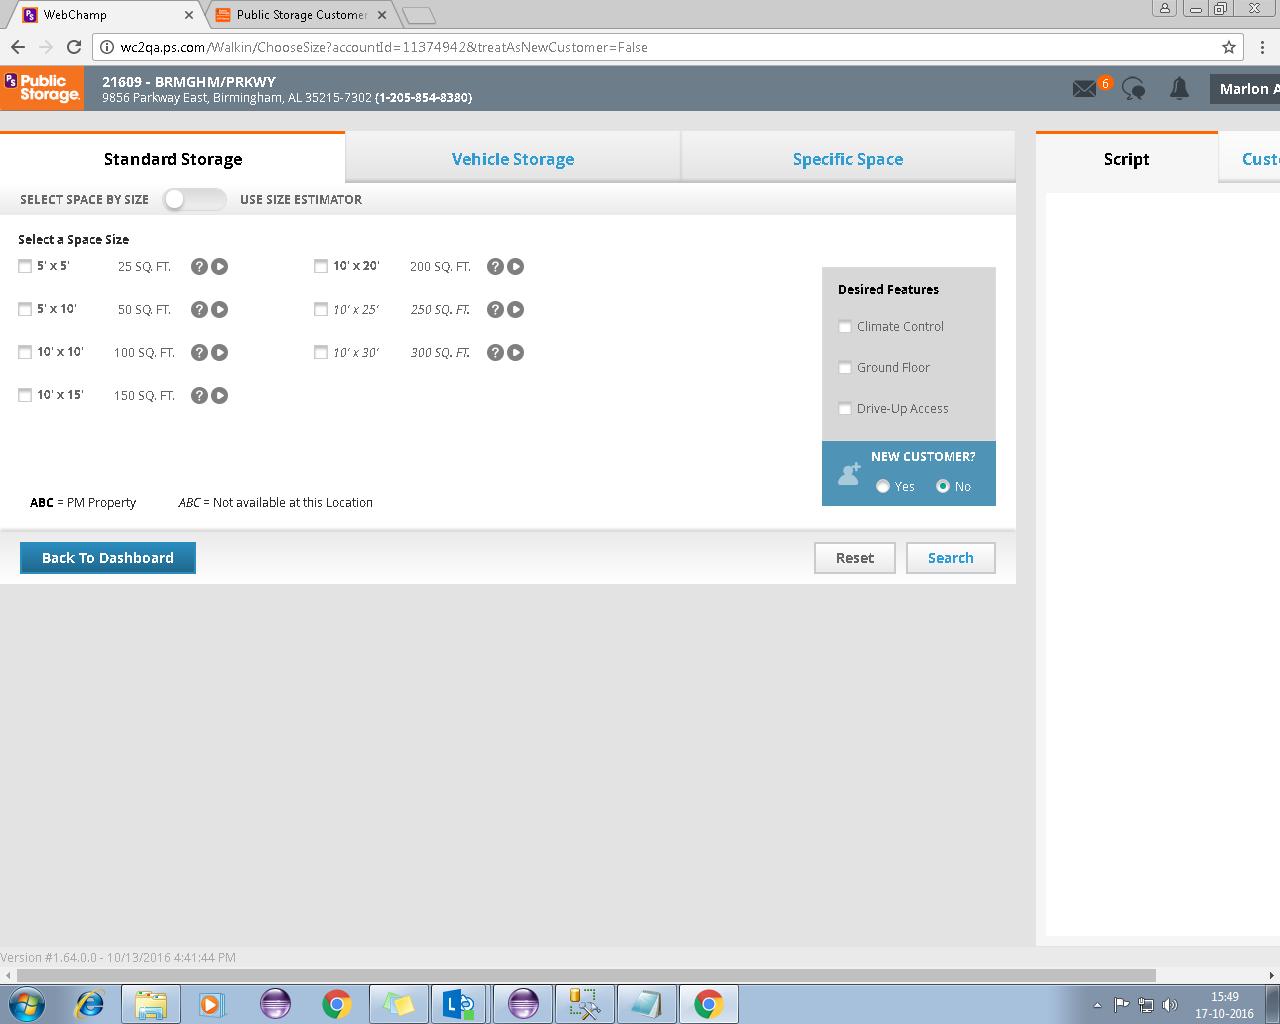 WebChamp
Public Storage Customer
wc2qa.ps.com/Walkin/ChooseSize?accountId=11374942&treatAsNewCustomer=False
PS Public Storage.
21609 - BRMGHM/PRKWY
9856 Parkway East, Birmingham, AL 35215-7302 (1-205-854-8380)
6
Marlon A
Standard Storage
Vehicle Storage
Specific Space
Script
Cust
SELECT SPACE BY SIZE
USE SIZE ESTIMATOR
Select a Space Size
5' x 5' 25 SQ. FT. ?
10' x 20' 200 SQ. FT. ?
5' x 10' 50 SQ. FT. ?
10' x 25' 250 SQ. FT. ?
10' x 10' 100 SQ. FT. ?
10' x 30' 300 SQ. FT. ?
10' x 15' 150 SQ. FT. ?
Desired Features
Climate Control
Ground Floor
Drive-Up Access
NEW CUSTOMER?
Yes No
ABC = PM Property
ABC = Not available at this Location
Back To Dashboard
Reset
Search
Version #1.64.0.0 - 10/13/2016 4:41:44 PM
15:49
17-10-2016